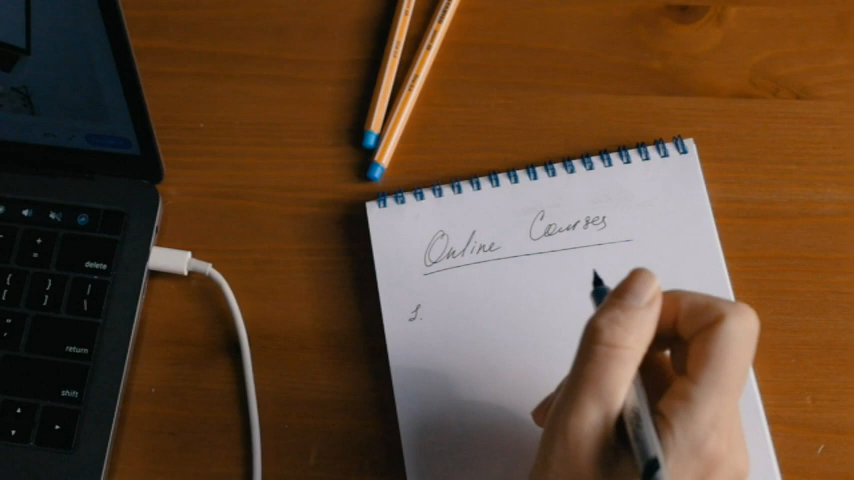 Online Courses
1.
+
=
delete
{
[
}
]
|
\
"
'
return
shift